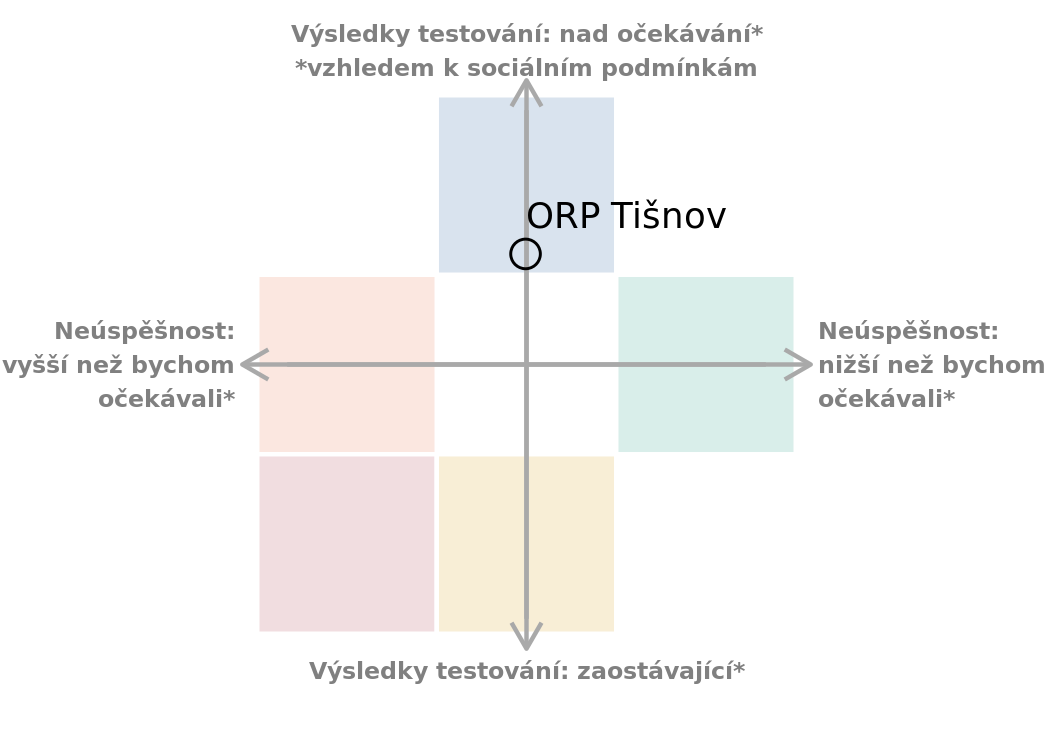 Výsledky testování: nad očekávání*
*vzhledem k sociálním podmínkám
ORP Tišnov
Neúspěšnost:
vyšší než bychom
očekávali*
Neúspěšnost:
nižší než bychom
očekávali*
Výsledky testování: zaostávající*